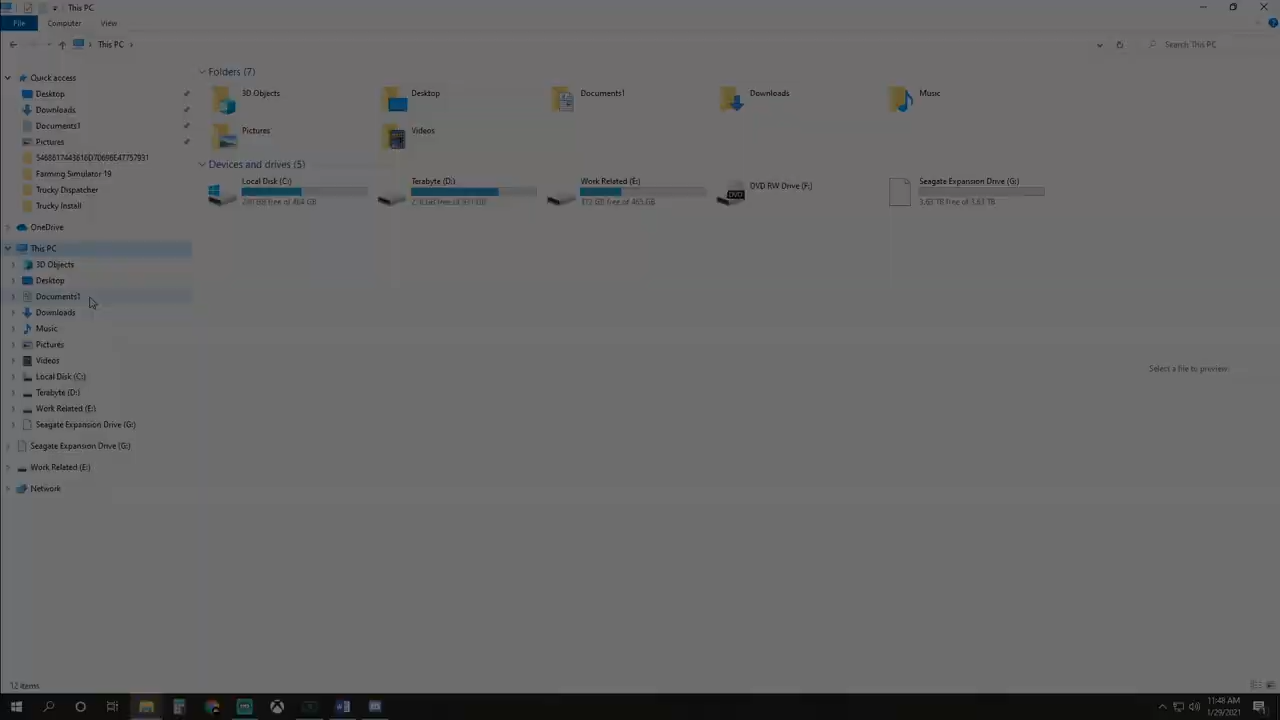 This PC
File Computer View
This PC
Search This PC
Quick access
Desktop
Downloads
Documents1
Pictures
Farming Simulator 19
Trucky Dispatcher
Trucky Install
OneDrive
This PC
3D Objects
Desktop
Documents1
Downloads
Music
Pictures
Videos
Local Disk (C:)
Terabyte (D:)
Work Related (E:)
Seagate Expansion Drive (G:)
Seagate Expansion Drive (G:)
Work Related (E:)
Network
Folders (7)
3D Objects
Desktop
Documents1
Downloads
Music
Pictures
Videos
Devices and drives (5)
Local Disk (C:)
Terabyte (D:)
Work Related (E:)
DVD RW Drive (F:)
DVD
Seagate Expansion Drive (G:)
3.63 TB free of 3.63 TB
Select a file to preview.
12 items
11:48 AM
1/29/2021